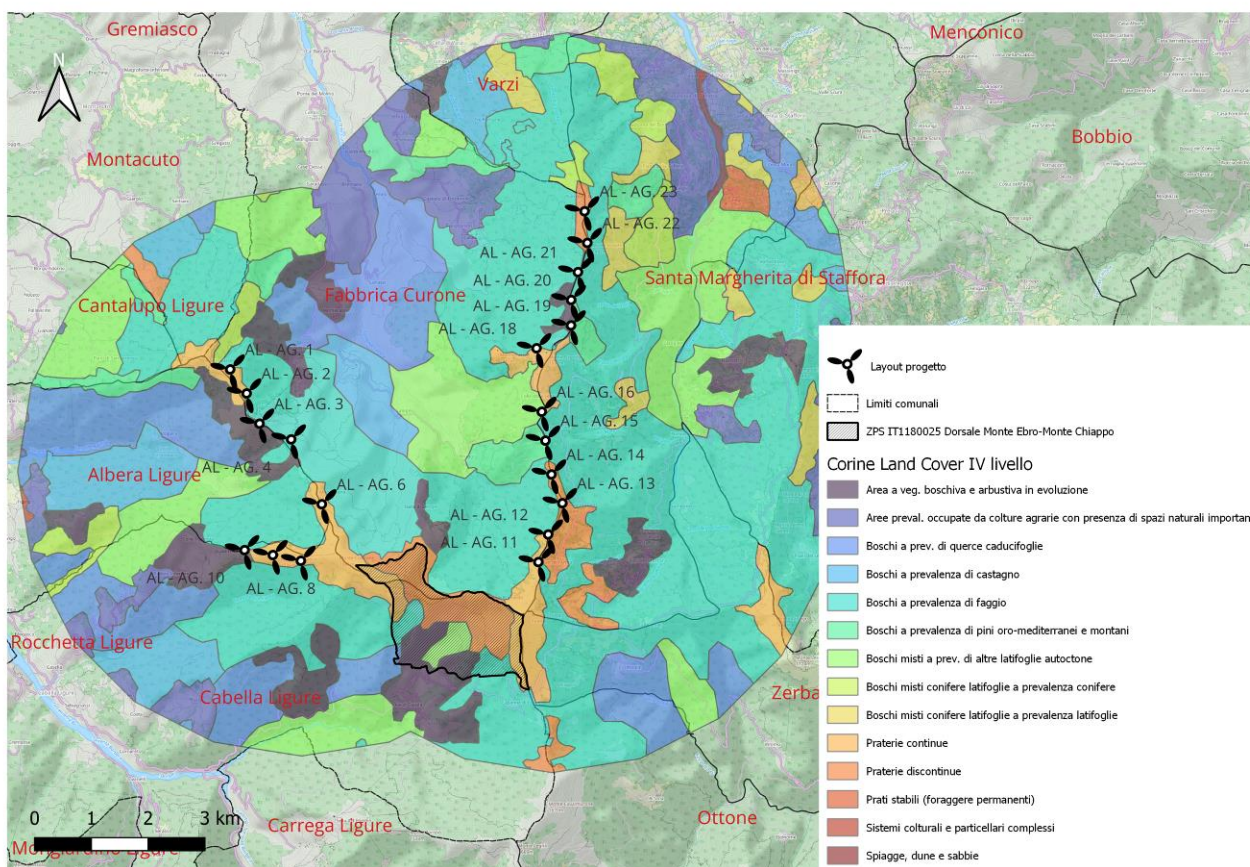 Gremiasco
Menconico
N
Varzi
Bobbio
Montacuto
AL - AG. 23
AL - AG. 22
AL - AG. 21
AL - AG. 20
Santa Margherita di Staffora
Cantalupo Ligure
Fabbrica Curone
AL - AG. 19
AL - AG. 18
AL - AG. 1
AL - AG. 2
AL - AG. 3
AL - AG. 16
AL - AG. 15
Albera Ligure
AL - AG. 4
AL - AG. 14
AL - AG. 13
AL - AG. 6
AL - AG. 12
AL - AG. 11
AL - AG. 10
AL - AG. 8
Rocchetta Ligure
Cabella Ligure
Zerba
Ottone
Carrega Ligure
Mongiardino Ligure
0 1 2 3 km
Layout progetto
Limiti comunali
ZPS IT1180025 Dorsale Monte Ebro-Monte Chiappo
Corine Land Cover IV livello
Area a veg. boschiva e arbustiva in evoluzione
Aree preval. occupate da colture agrarie con presenza di spazi naturali important
Boschi a prev. di querce caducifoglie
Boschi a prevalenza di castagno
Boschi a prevalenza di faggio
Boschi a prevalenza di pini oro-mediterranei e montani
Boschi misti a prev. di altre latifoglie autoctone
Boschi misti conifere latifoglie a prevalenza conifere
Boschi misti conifere latifoglie a prevalenza latifoglie
Praterie continue
Praterie discontinue
Prati stabili (foraggere permanenti)
Sistemi colturali e particellari complessi
Spiagge, dune e sabbie